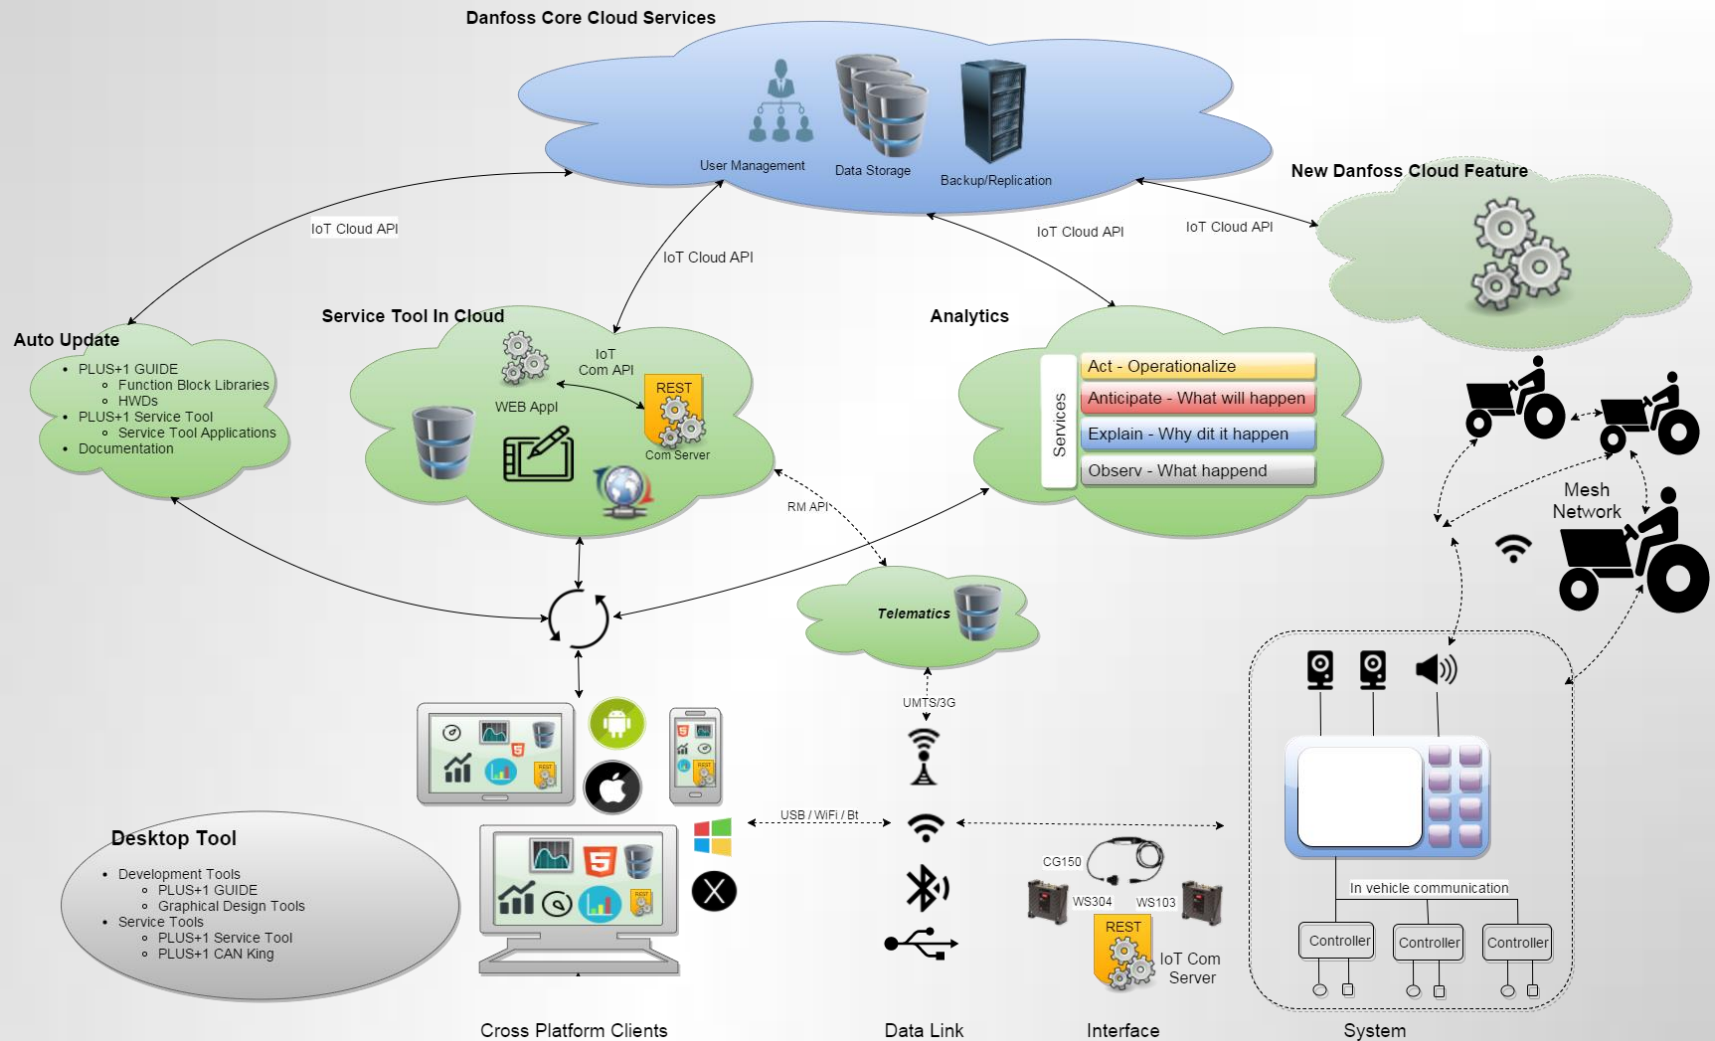 Danfoss Core Cloud Services
User Management
Data Storage
Backup/Replication
New Danfoss Cloud Feature
IoT Cloud API
IoT Cloud API
IoT Cloud API
IoT Cloud API
Auto Update
PLUS+1 GUIDE
Function Block Libraries
HWDs
PLUS+1 Service Tool
Service Tool Applications
Documentation
Service Tool In Cloud
IoT
Com API
WEB Appl
REST
Com Server
Analytics
Services
Act - Operationalize
Anticipate - What will happen
Explain - Why dit it happen
Observ - What happend
RM API
Mesh
Network
Telematics
UMTS/3G
REST
REST
Desktop Tool
Development Tools
PLUS+1 GUIDE
Graphical Design Tools
Service Tools
PLUS+1 Service Tool
PLUS+1 CAN King
5
5
5
REST
X
USB / WiFi / Bt
CG150
WS304
WS103
REST
IoT Com
Server
In vehicle communication
Controller
Controller
Controller
Cross Platform Clients
Data Link
Interface
System